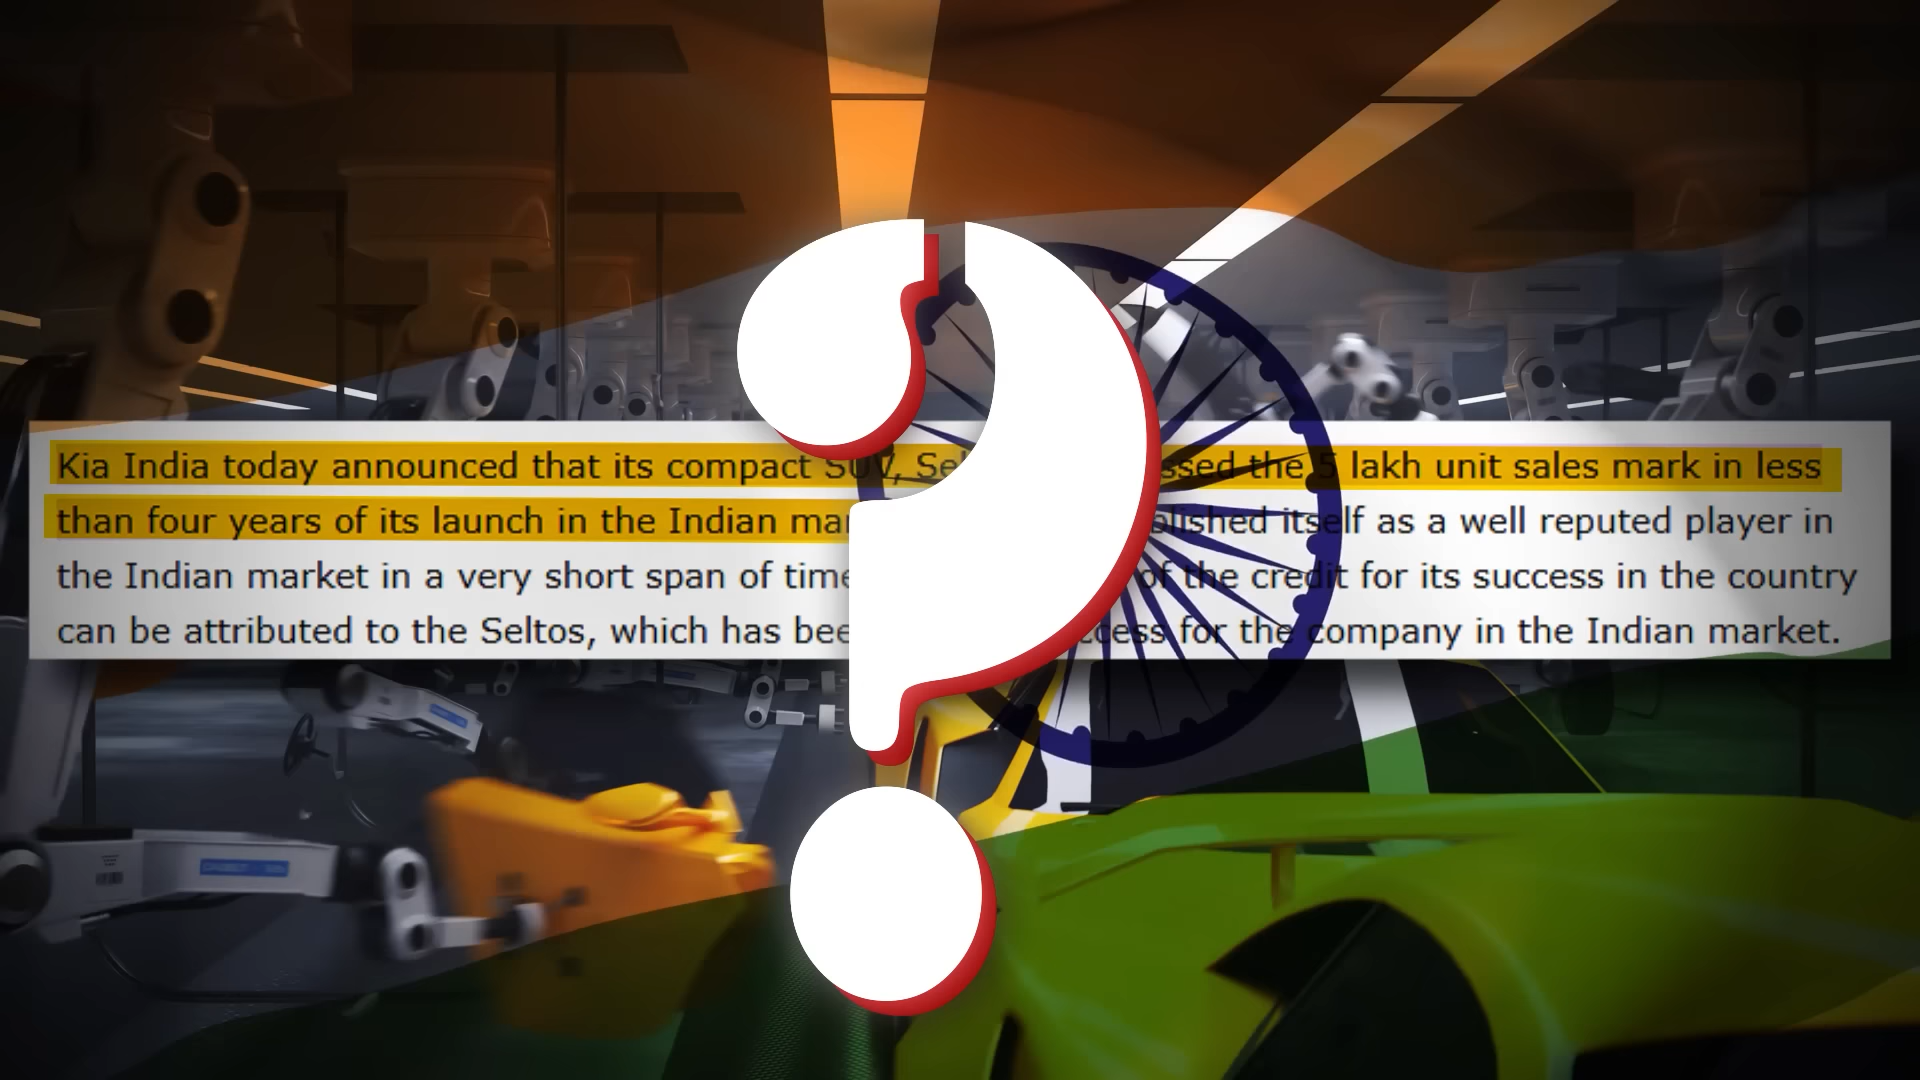 Kia India today announced that its compact SUV, Se ssed the 5 lakh unit sales mark in less
than four years of its launch in the Indian mar blished itself as a well reputed player in
the Indian market in a very short span of time of the credit for its success in the country
can be attributed to the Seltos, which has bee ccess for the company in the Indian market.
?